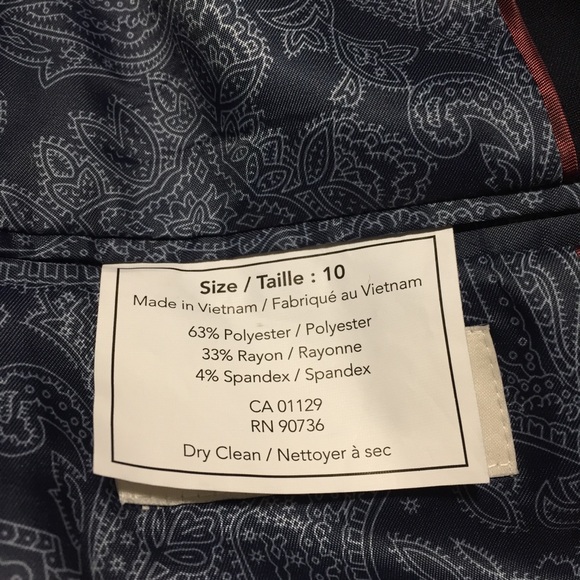 Size / Taille : 10
Made in Vietnam / Fabriqué au Vietnam
63% Polyester / Polyester
33% Rayon / Rayonne
4% Spandex / Spandex
CA 01129
RN 90736
Dry Clean / Nettoyer à sec